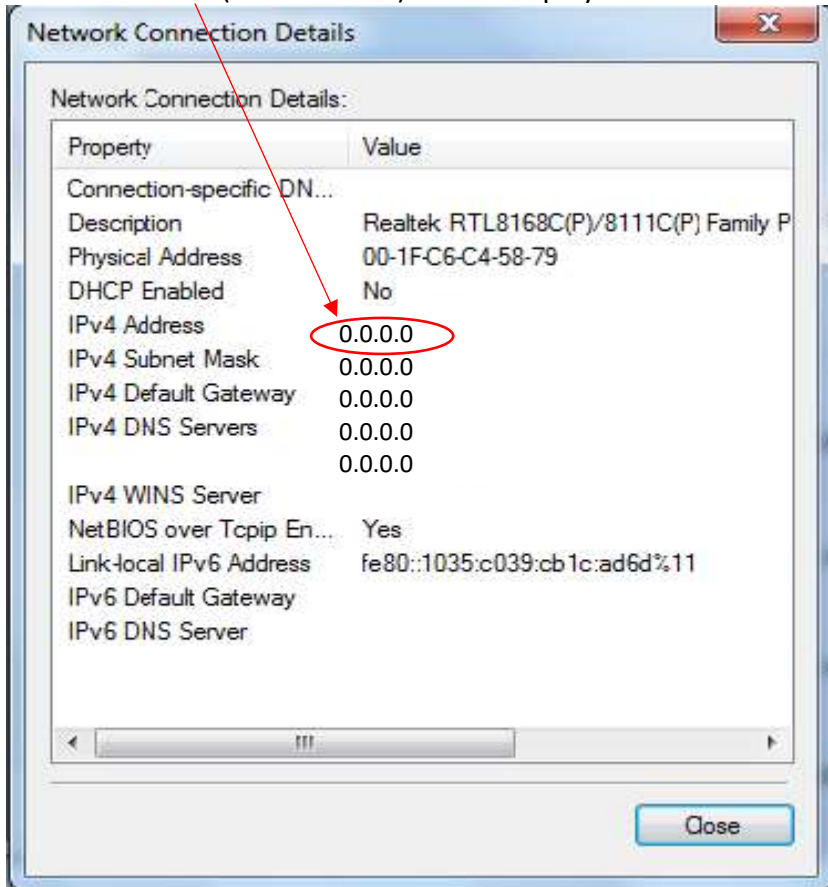 Network Connection Details
Network Connection Details:
Property Value
Connection-specific DN...
Description Realtek RTL8168C(P)/8111C(P) Family P
Physical Address 00-1F-C6-C4-58-79
DHCP Enabled No
IPv4 Address 0.0.0.0
IPv4 Subnet Mask 0.0.0.0
IPv4 Default Gateway 0.0.0.0
IPv4 DNS Servers 0.0.0.0
0.0.0.0
IPv4 WINS Server
NetBIOS over Tcpip En... Yes
Link-local IPv6 Address fe80::1035:c039:cb1c:ad6d%11
IPv6 Default Gateway
IPv6 DNS Server
Close